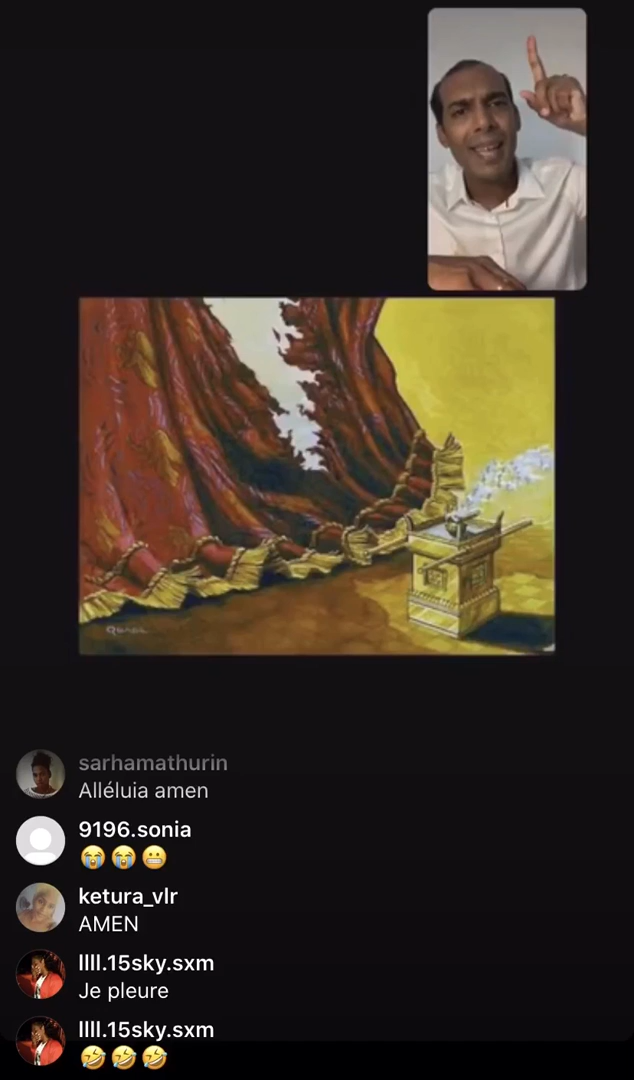 sarhamathurin
Alléluia amen
9196.sonia
😭😭😬
ketura_vlr
AMEN
llll.15sky.sxm
Je pleure
llll.15sky.sxm
🤣🤣🤣